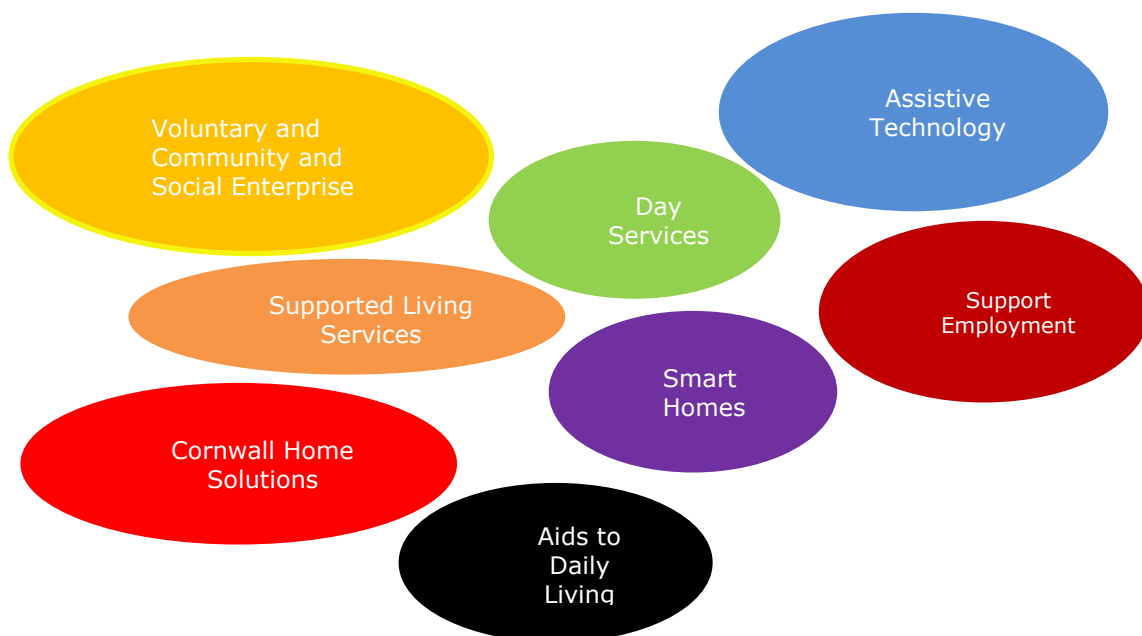 Voluntary and
Community and
Social Enterprise
Assistive
Technology
Day
Services
Supported Living
Services
Support
Employment
Smart
Homes
Cornwall Home
Solutions
Aids to
Daily
Living